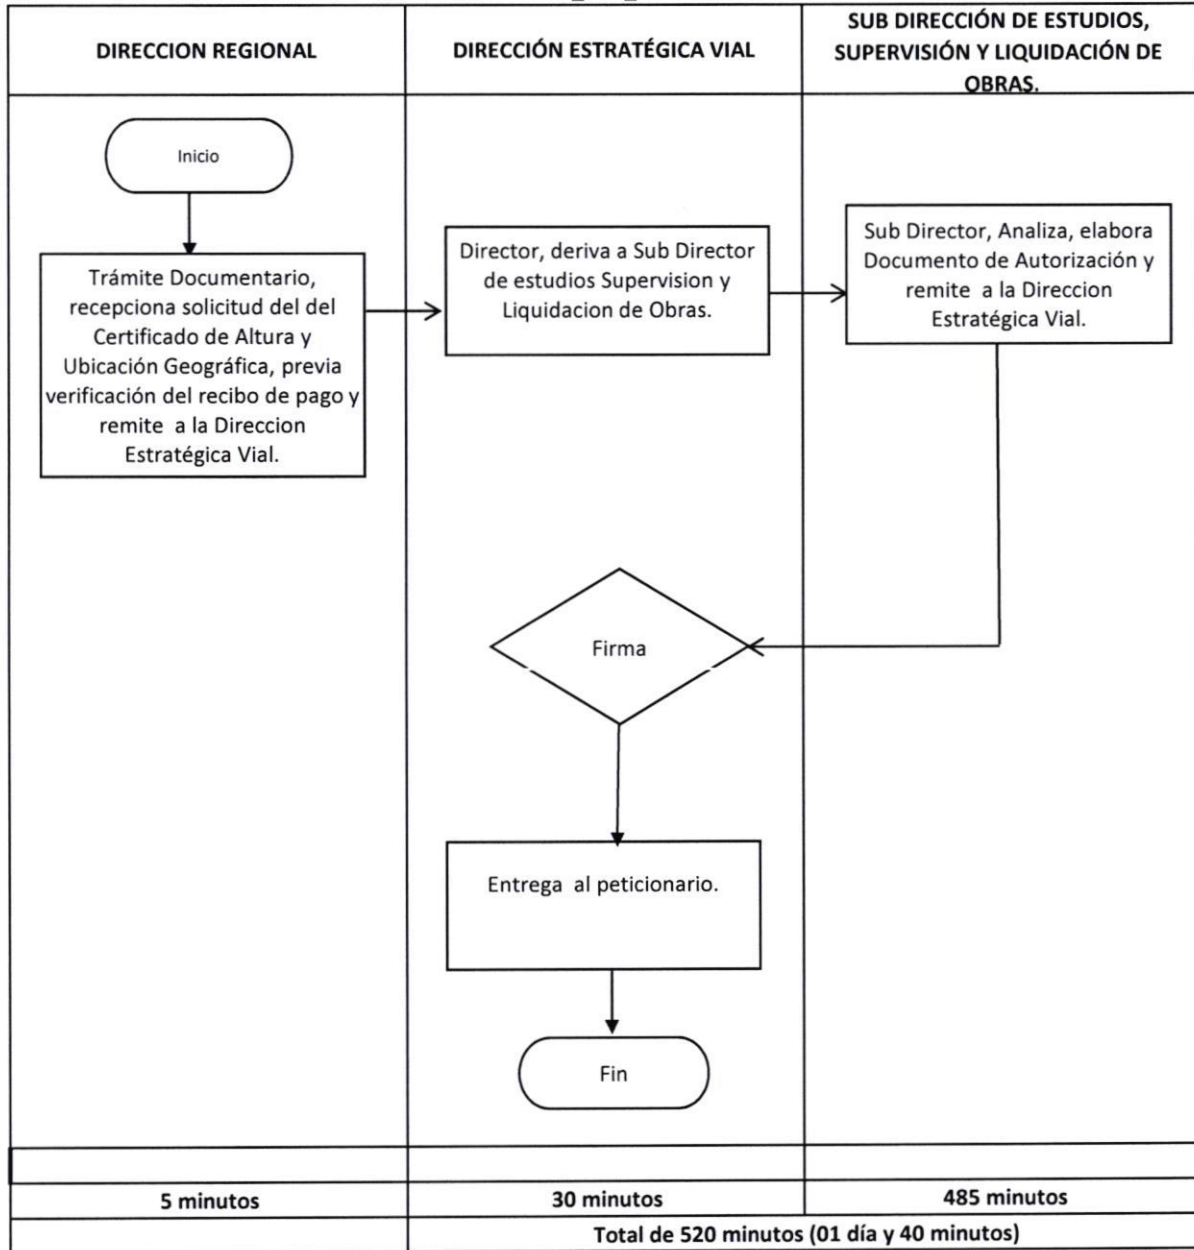 DIRECCION REGIONAL
DIRECCIÓN ESTRATÉGICA VIAL
SUB DIRECCIÓN DE ESTUDIOS,
SUPERVISIÓN Y LIQUIDACIÓN DE
OBRAS.
Inicio
Trámite Documentario,
recepciona solicitud del del
Certificado de Altura y
Ubicación Geográfica, previa
verificación del recibo de pago y
remite a la Direccion
Estratégica Vial.
Director, deriva a Sub Director
de estudios Supervision y
Liquidacion de Obras.
Sub Director, Analiza, elabora
Documento de Autorización y
remite a la Direccion
Estratégica Vial.
Firma
Entrega al peticionario.
Fin
5 minutos
30 minutos
485 minutos
Total de 520 minutos (01 día y 40 minutos)